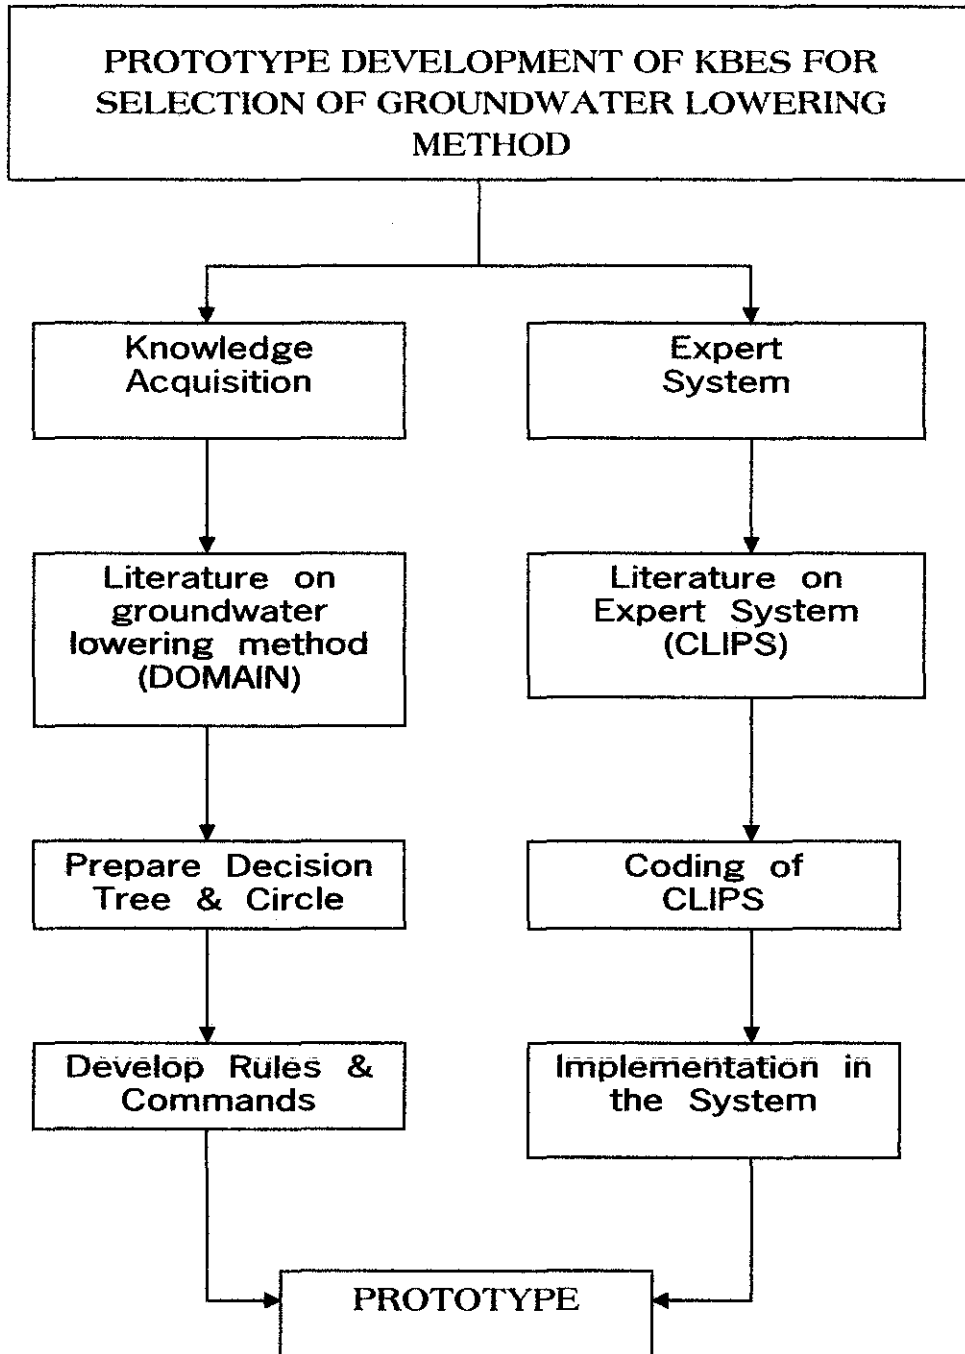 PROTOTYPE DEVELOPMENT OF KBES FOR
SELECTION OF GROUNDWATER LOWERING
METHOD
Knowledge
Acquisition
Expert
System
Literature on
groundwater
lowering method
(DOMAIN)
Literature on
Expert System
(CLIPS)
Prepare Decision
Tree & Circle
Coding of
CLIPS
Develop Rules &
Commands
Implementation in
the System
PROTOTYPE